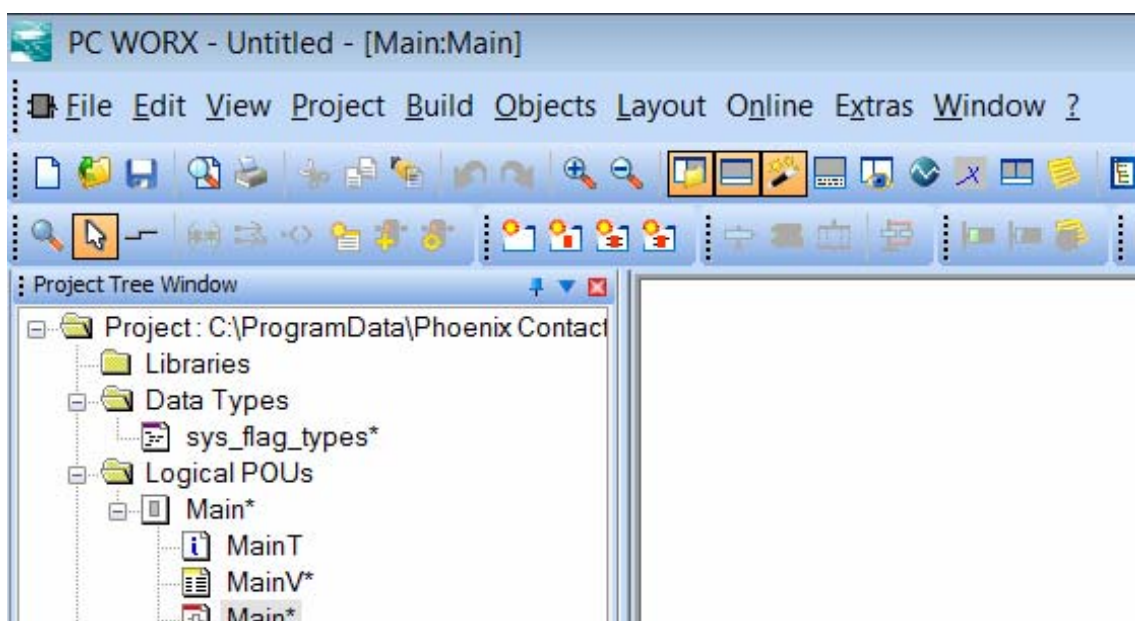 PC WORX - Untitled - [Main:Main]
File Edit View Project Build Objects Layout Online Extras Window ?
Project Tree Window
Project : C:\ProgramData\Phoenix Contact
Libraries
Data Types
sys_flag_types*
Logical POUs
Main*
MainT
MainV*
Main*